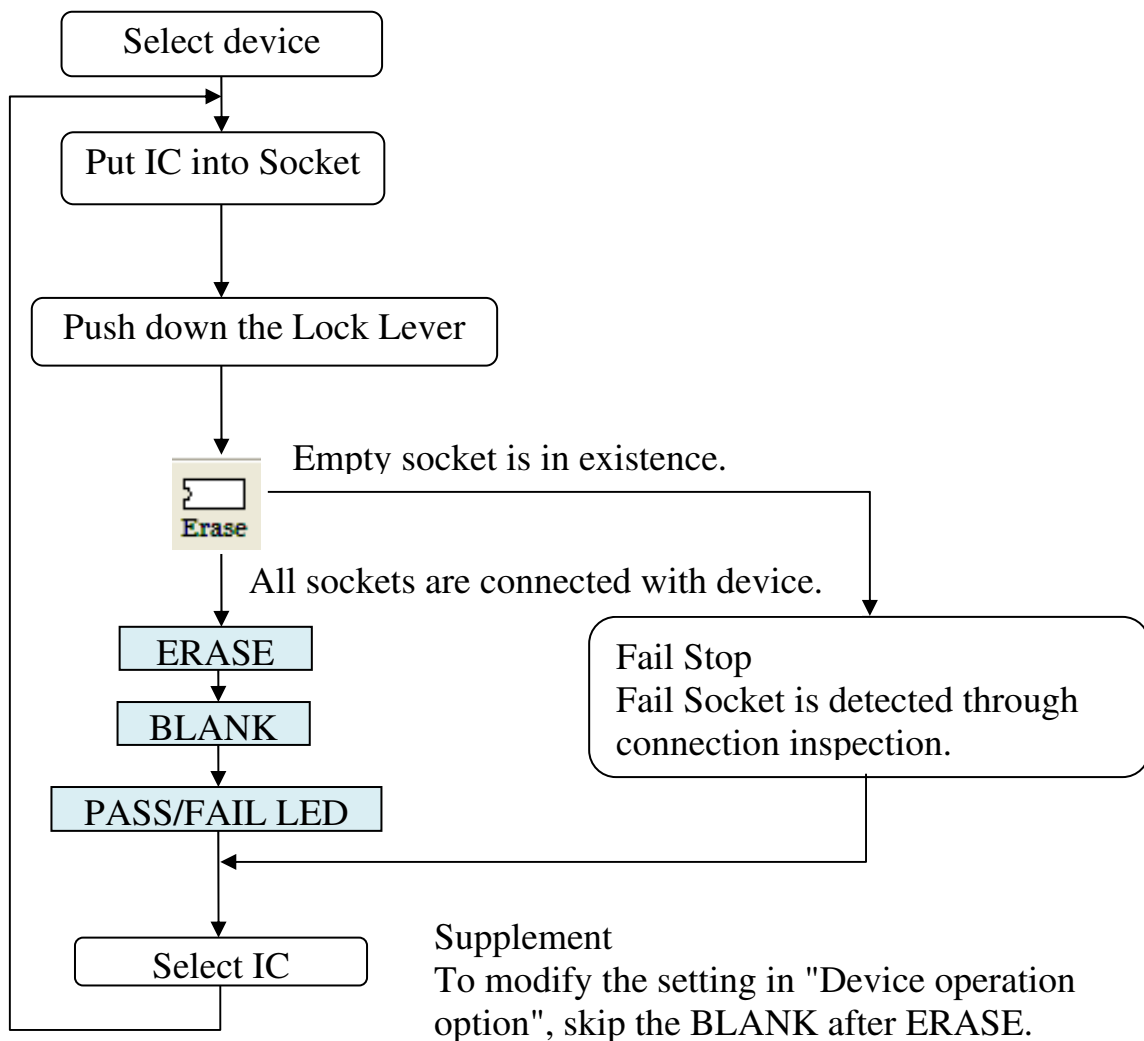 Select device
Put IC into Socket
Push down the Lock Lever
Empty socket is in existence.
Erase
All sockets are connected with device.
ERASE
BLANK
PASS/FAIL LED
Fail Stop
Fail Socket is detected through
connection inspection.
Select IC
Supplement
To modify the setting in "Device operation
option", skip the BLANK after ERASE.